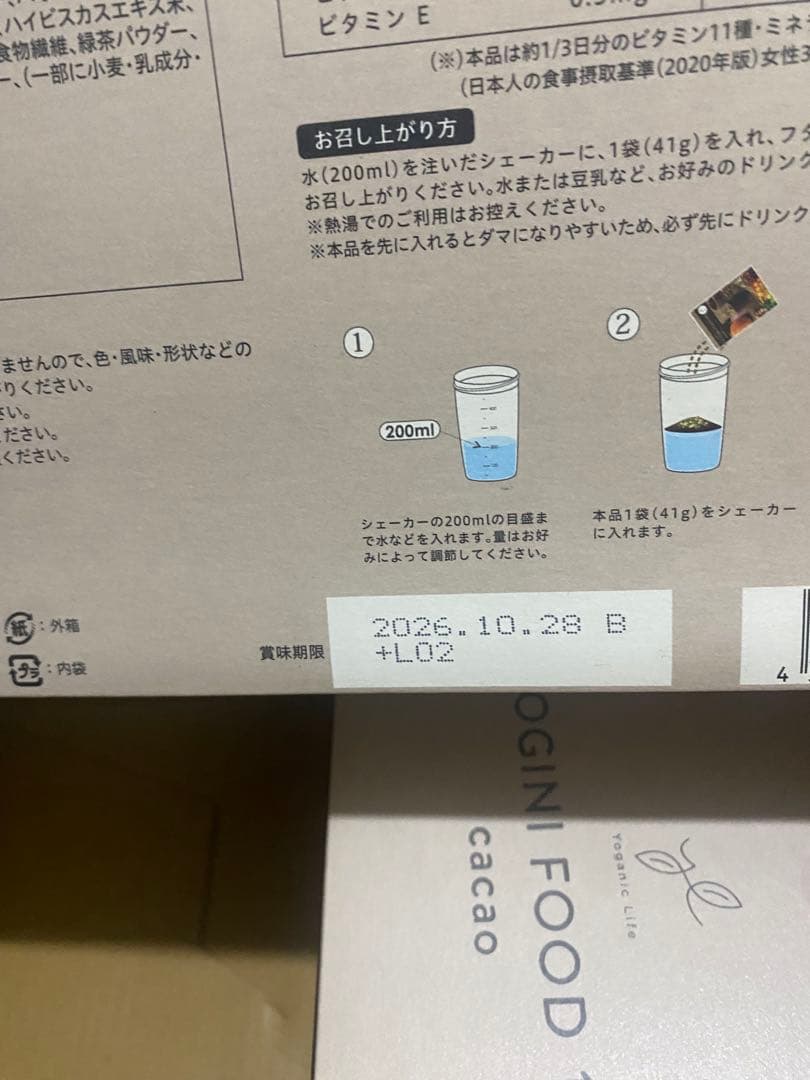 ハイビスカスエキス末、
食物繊維、緑茶パウダー、
ー、(一部に小麦・乳成分・
ビタミン E
(※)本品は約1/3日分のビタミン11種・ミネ
(日本人の食事摂取基準(2020年版)女性3
お召し上がり方
水(200ml)を注いだシェーカーに、1袋(41g)を入れ、フタ
お召し上がりください。水または豆乳など、お好みのドリンク
※熱湯でのご利用はお控えください。
※本品を先に入れるとダマになりやすいため、必ず先にドリンク
ませんので、色・風味・形状などの
りください。
さい。
ださい。
ください。
①
②
200ml
シェーカーの200mlの目盛ま
で水などを入れます。量はお好
みによって調節してください。
本品1袋(41g)をシェーカー
に入れます。
紙:外箱
プラ:内袋
賞味期限
2026.10.28 B
+L02
4
OGINI FOOD
cacao
Yoganic Life